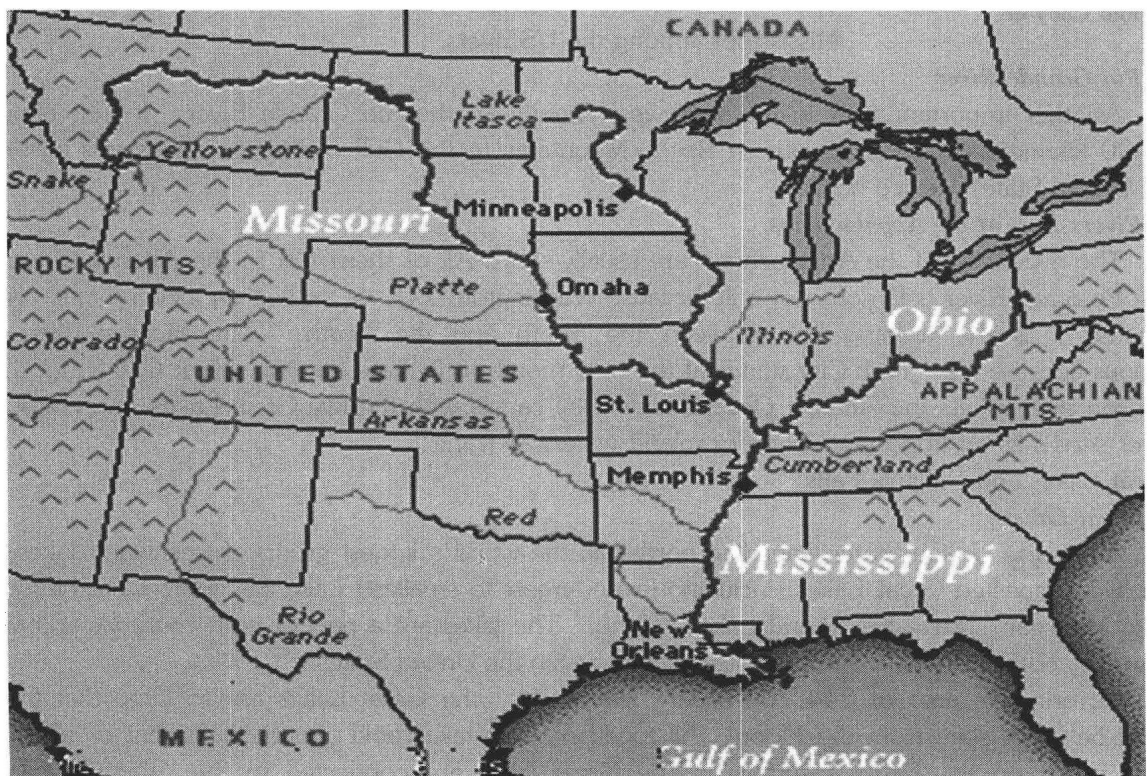 CANADA
Lake
Itasca
Yellowstone
Snake
Missouri
Minneapolis
ROCKY MTS.
Platte
Omaha
Colorado
Illinois
Ohio
UNITED STATES
Arkansas
St. Louis
APPALACHIAN
MTS.
Memphis
Cumberland
Red
Mississippi
Rio
Grande
New
Orleans
MEXICO
Gulf of Mexico